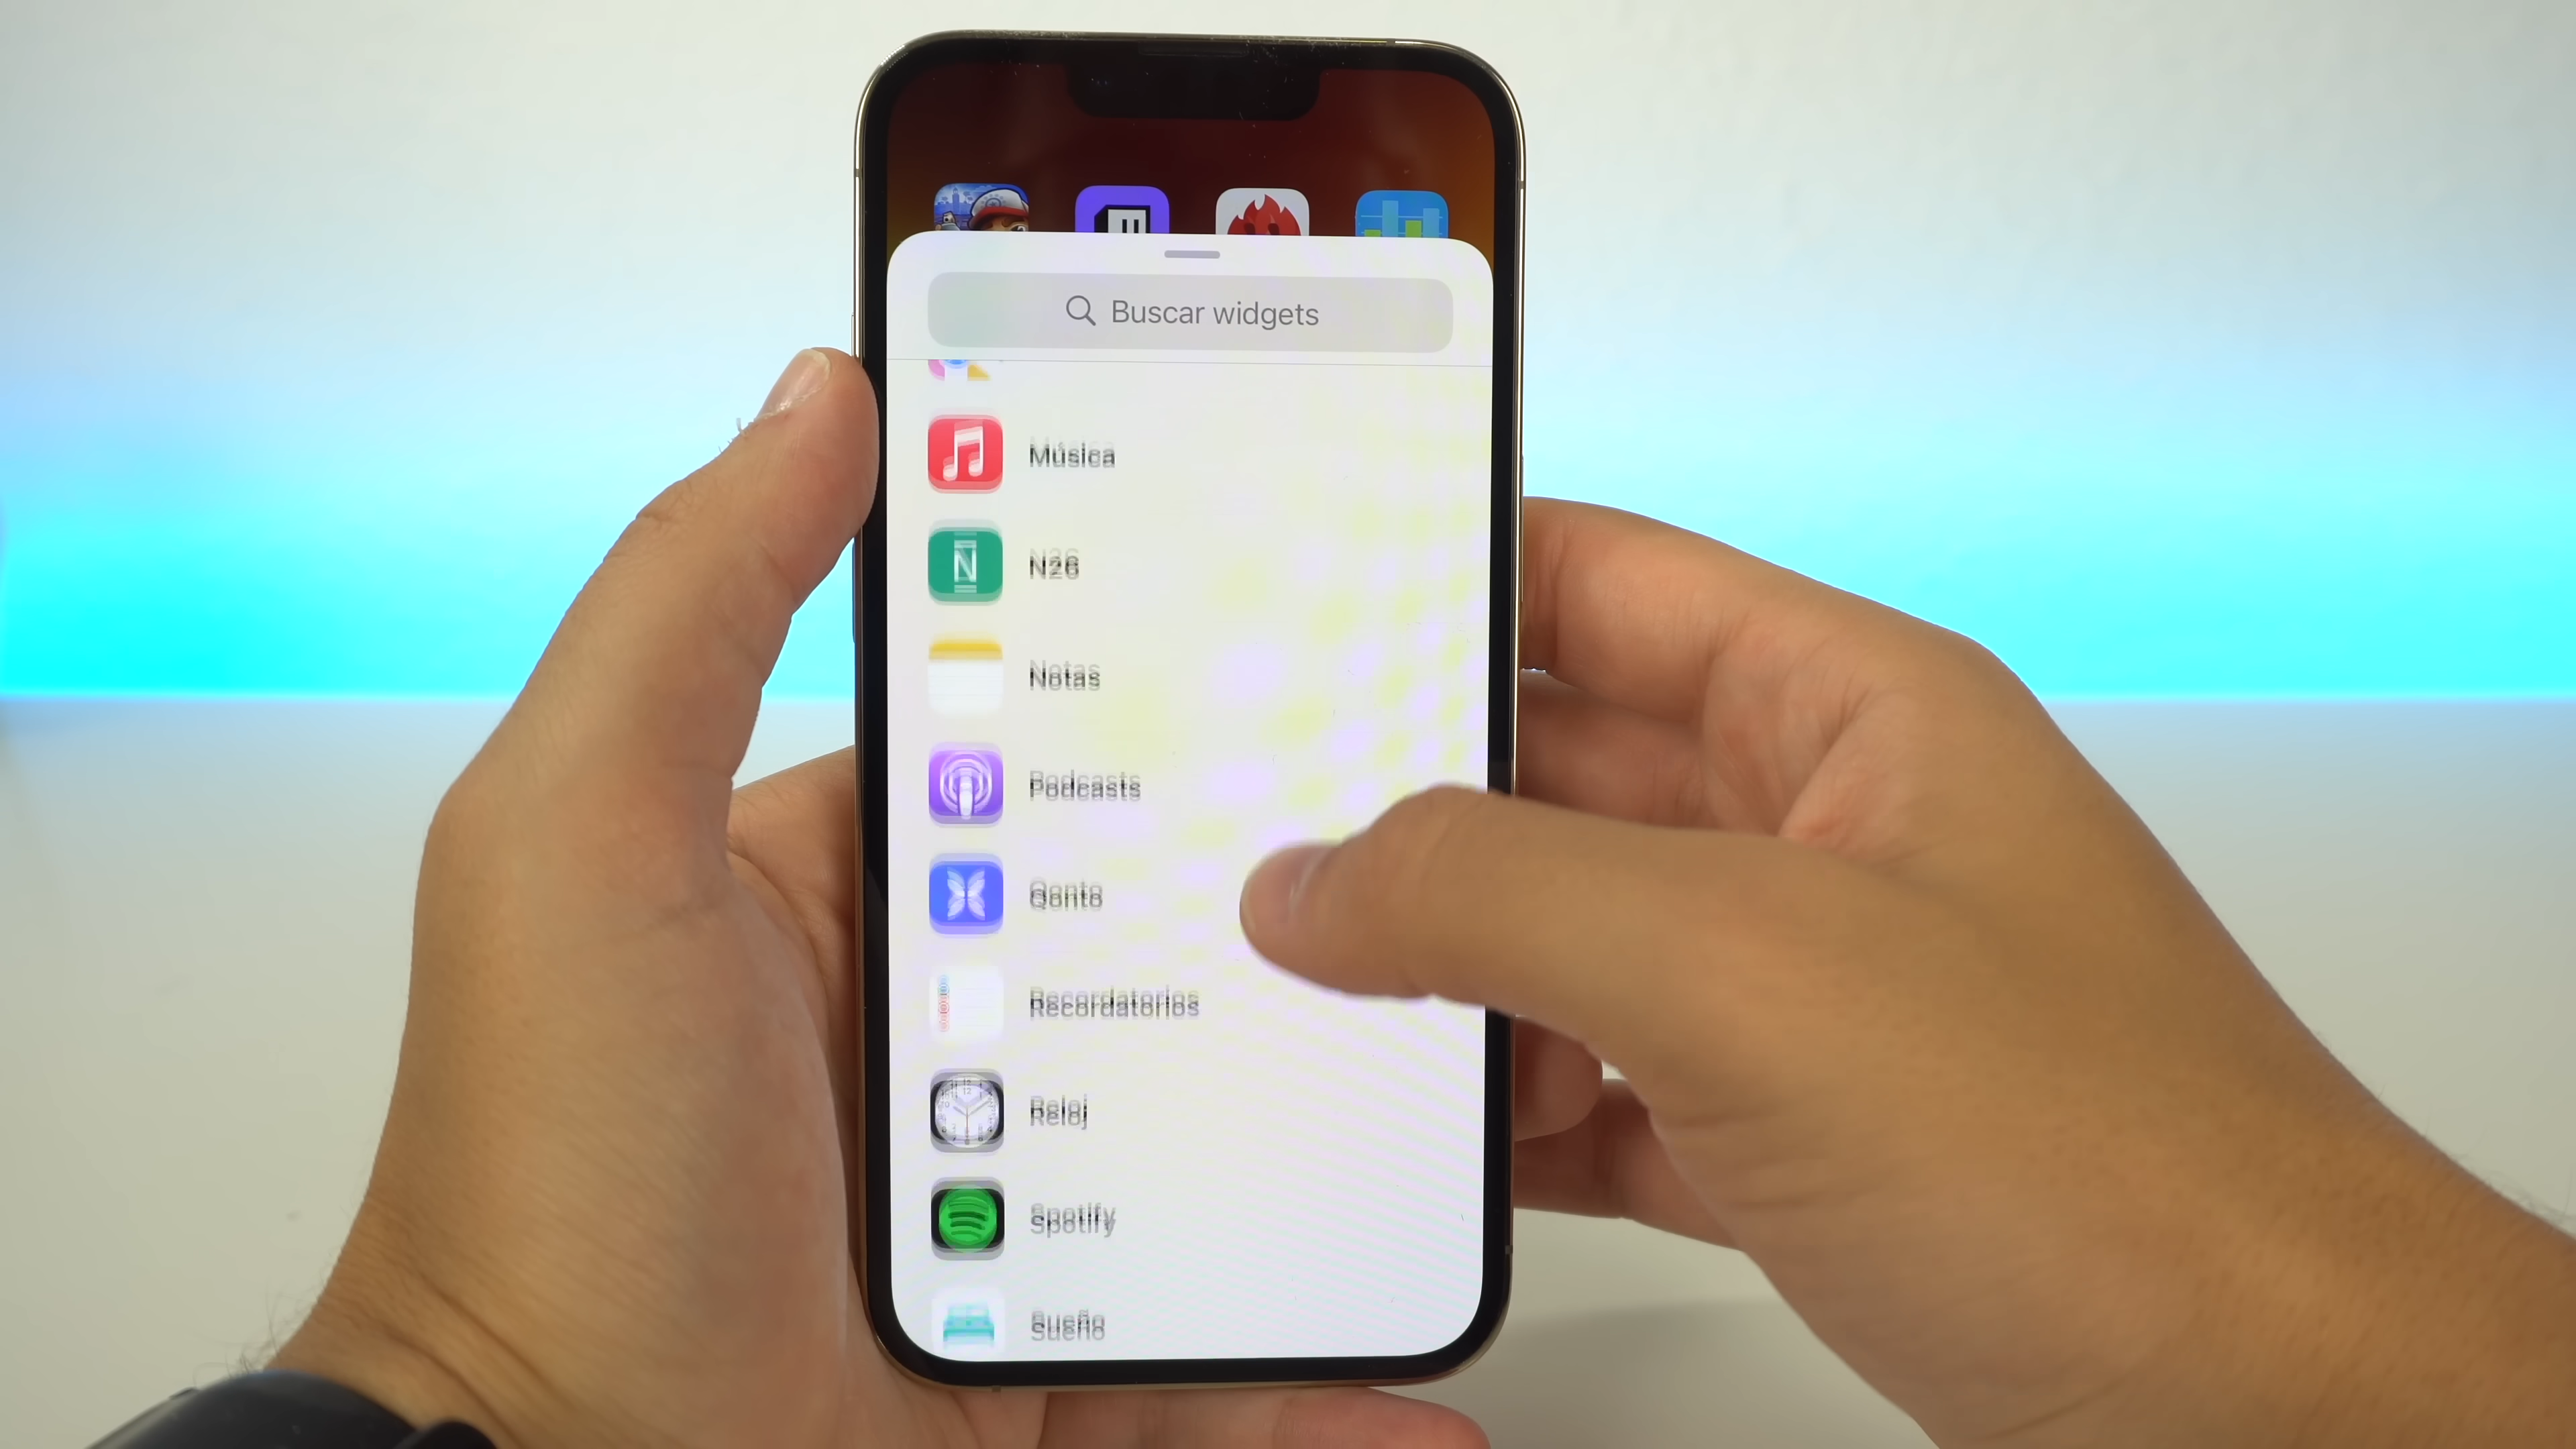 Buscar widgets
Música
N26
Notas
Podcasts
Qonto
Recordatorios
Reloj
Spotify
Sueño